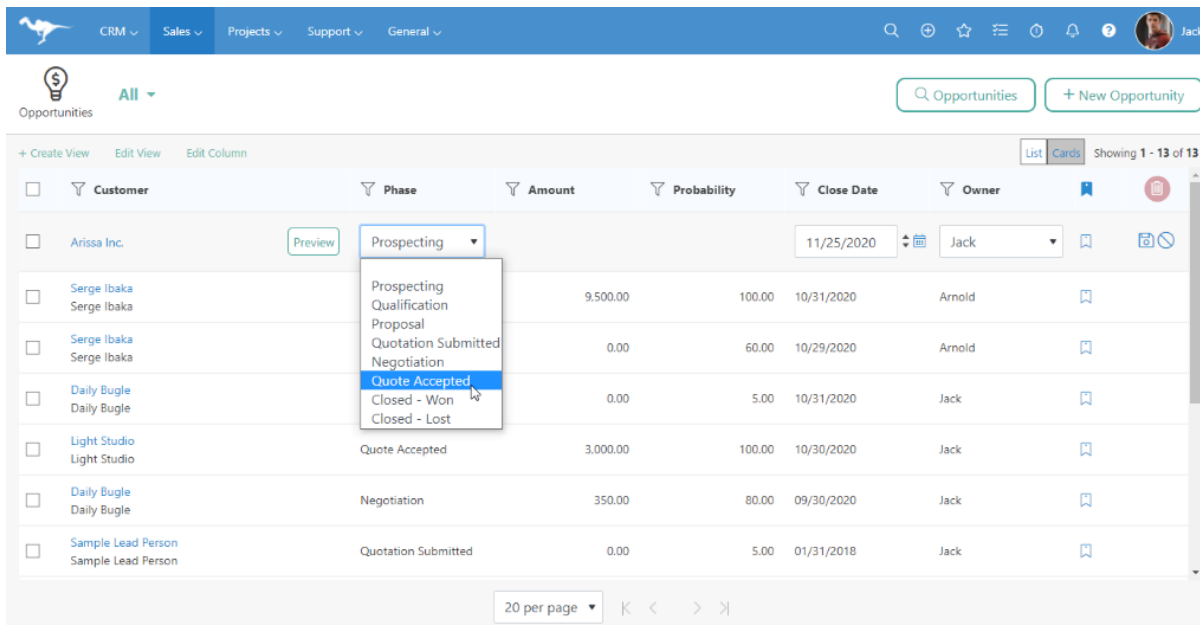 CRM Sales Projects Support General
Opportunities
All
Opportunities + New Opportunity
+ Create View Edit View Edit Column List Cards Showing 1 - 13 of 13
Customer Phase Amount Probability Close Date Owner
Arissa Inc. Preview Prospecting 11/25/2020 Jack
Prospecting
Qualification
Proposal
Quotation Submitted
Negotiation
Quote Accepted
Closed - Won
Closed - Lost
Serge Ibaka
Serge Ibaka
9,500.00 100.00 10/31/2020 Arnold
Serge Ibaka
Serge Ibaka
0.00 60.00 10/29/2020 Arnold
Daily Bugle
Daily Bugle
0.00 5.00 10/31/2020 Jack
Light Studio
Light Studio
Quote Accepted 3,000.00 100.00 10/30/2020 Jack
Daily Bugle
Daily Bugle
Negotiation 350.00 80.00 09/30/2020 Jack
Sample Lead Person
Sample Lead Person
Quotation Submitted 0.00 5.00 01/31/2018 Jack
20 per page